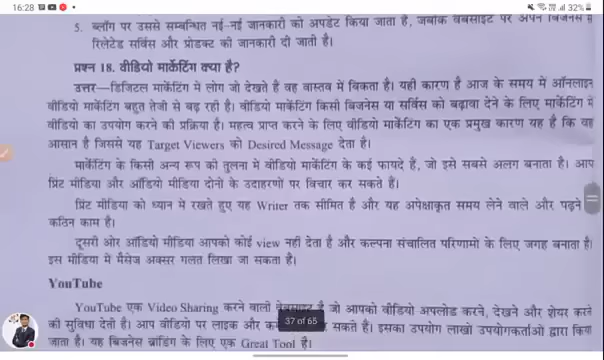 16:28
32%
5. ब्लॉग पर उससे सम्बन्धित नई-नई जानकारी को अपडेट किया जाता है, जबकि वेबसाइट पर अपने बिजनेस से
रिलेटेड सर्विस और प्रोडक्ट की जानकारी दी जाती है।
प्रश्न 18. वीडियो मार्केटिंग क्या है?
उत्तर—डिजिटल मार्केटिंग में लोग जो देखते है वह वास्तव में बिकता है। यही कारण है आज के समय में ऑनलाइन
वीडियो मार्केटिंग बहुत तेजी से बढ़ रही है। वीडियो मार्केटिंग किसी बिजनेस या सर्विस को बढ़ावा देने के लिए मार्केटिंग में
वीडियो का उपयोग करने की प्रक्रिया है। महत्व प्राप्त करने के लिए वीडियो मार्केटिंग का एक प्रमुख कारण यह है कि वह
आसान है जिससे यह Target Viewers को Desired Message देता है।
मार्केटिंग के किसी अन्य रूप को तुलना में वीडियो मार्केटिंग के कई फायदे हैं, जो इसे सबसे अलग बनाता है। आप
प्रिंट मीडिया और ऑडियो मीडिया दोनो के उदाहरणों पर विचार कर सकते हैं।
प्रिंट मीडिया को ध्यान में रखते हुए यह Writer तक सीमित है और यह अपेक्षाकृत समय लेने वाले और पढ़ने में
कठिन काम है।
दूसरी ओर ऑडियो मीडिया आपको कोई view नहीं देता है और कल्पना संचालित परिणामो के लिए जगह बनाता है।
इस मीडिया में मैसेज अक्सर गलत लिखा जा सकता है।
YouTube
YouTube एक Video Sharing करने वाली है जो आपको वीडियो अपलोड करने, देखने और शेयर करने
की सुविधा देती है। आप वीडियो पर लाइक और सकते हैं। इसका उपयोग लाखो उपयोगकर्ताओ द्वारा किया
37 of 65
जाता है। यह बिजनेस ब्रांडिंग के लिए एक Great Tool है।